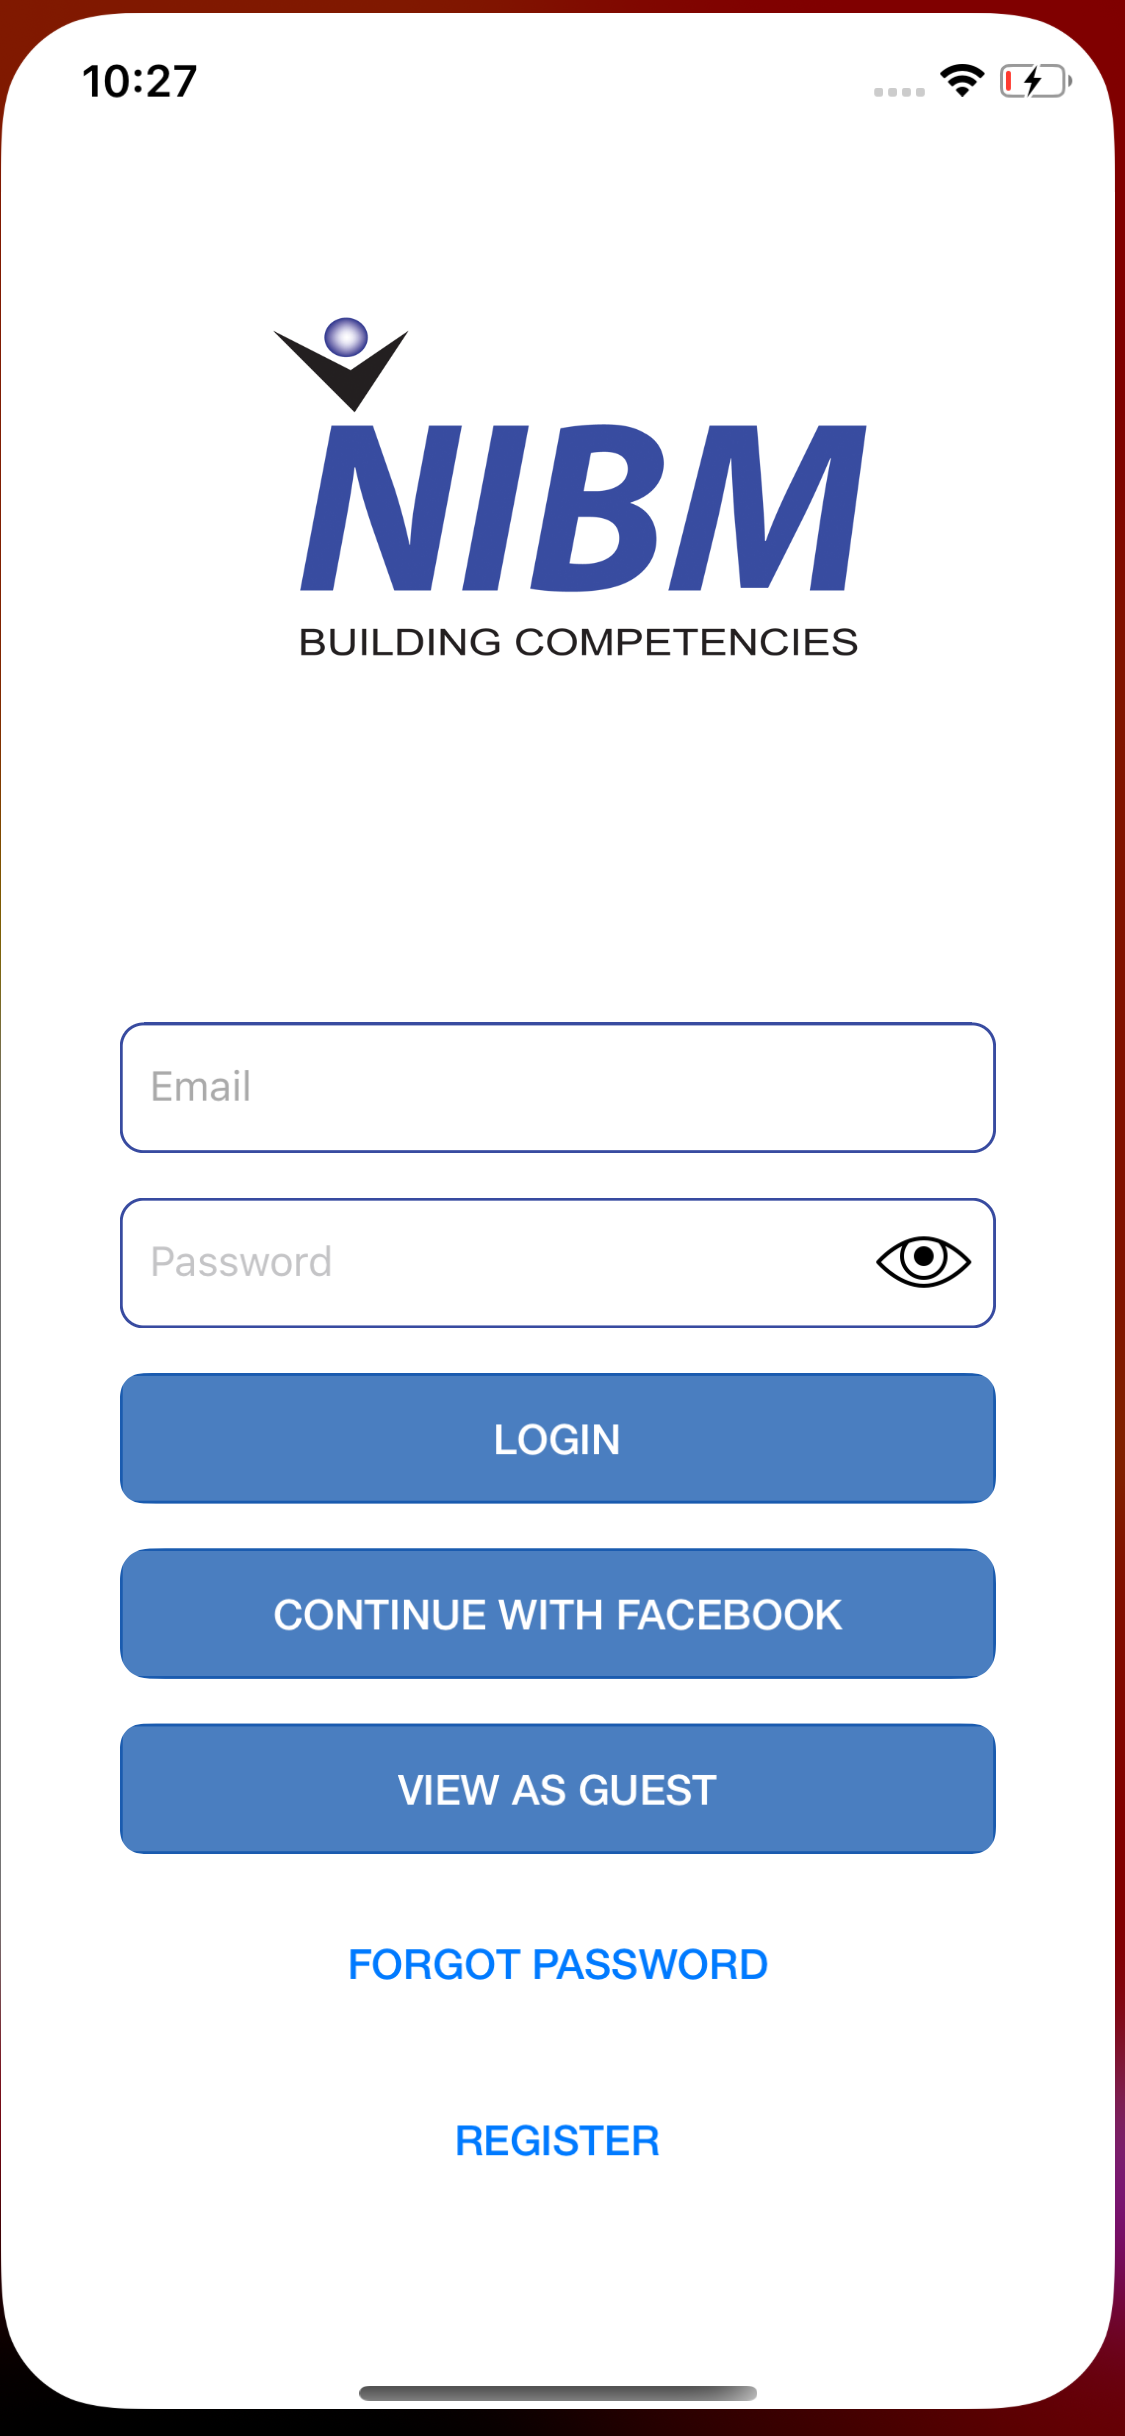 10:27
NIBM
BUILDING COMPETENCIES
Email
Password
LOGIN
CONTINUE WITH FACEBOOK
VIEW AS GUEST
FORGOT PASSWORD
REGISTER